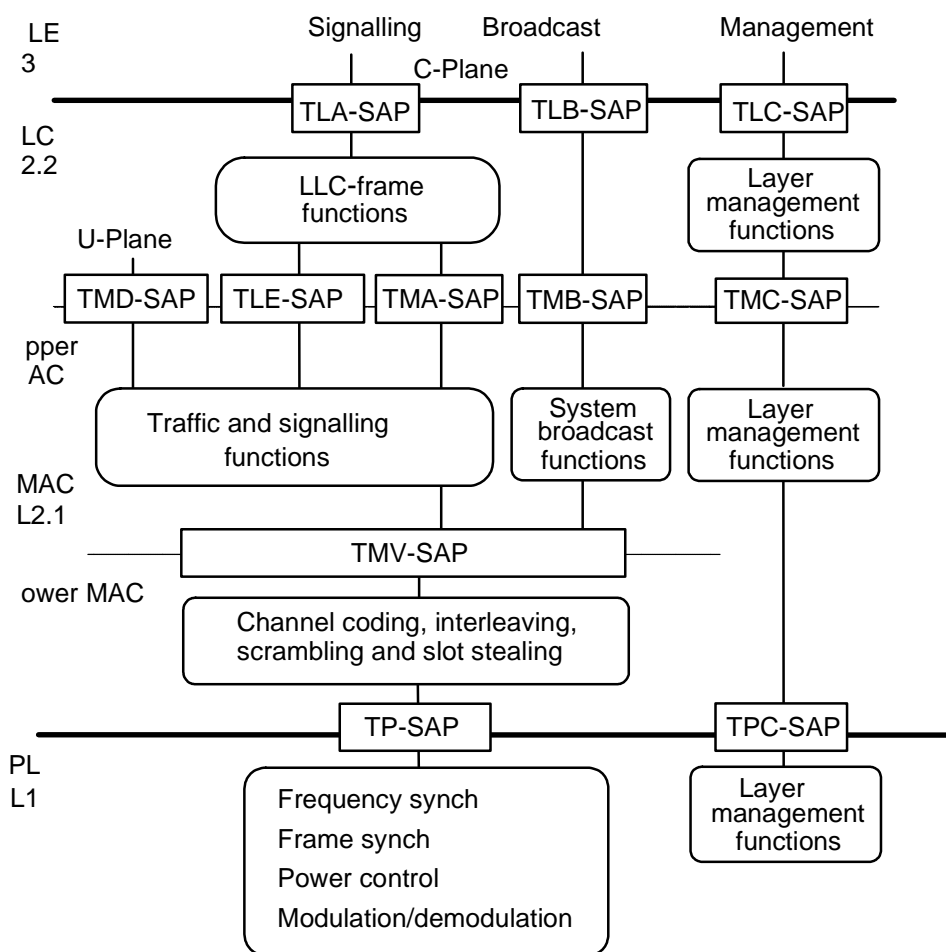 LE
3
Signalling
Broadcast
Management
C-Plane
TLA-SAP
TLB-SAP
TLC-SAP
LC
2.2
LLC-frame
functions
Layer
management
functions
U-Plane
TMD-SAP
TLE-SAP
TMA-SAP
TMB-SAP
TMC-SAP
pper
AC
Traffic and signalling
functions
System
broadcast
functions
Layer
management
functions
MAC
L2.1
TMV-SAP
ower MAC
Channel coding, interleaving,
scrambling and slot stealing
TP-SAP
TPC-SAP
PL
L1
Frequency synch
Frame synch
Power control
Modulation/demodulation
Layer
management
functions